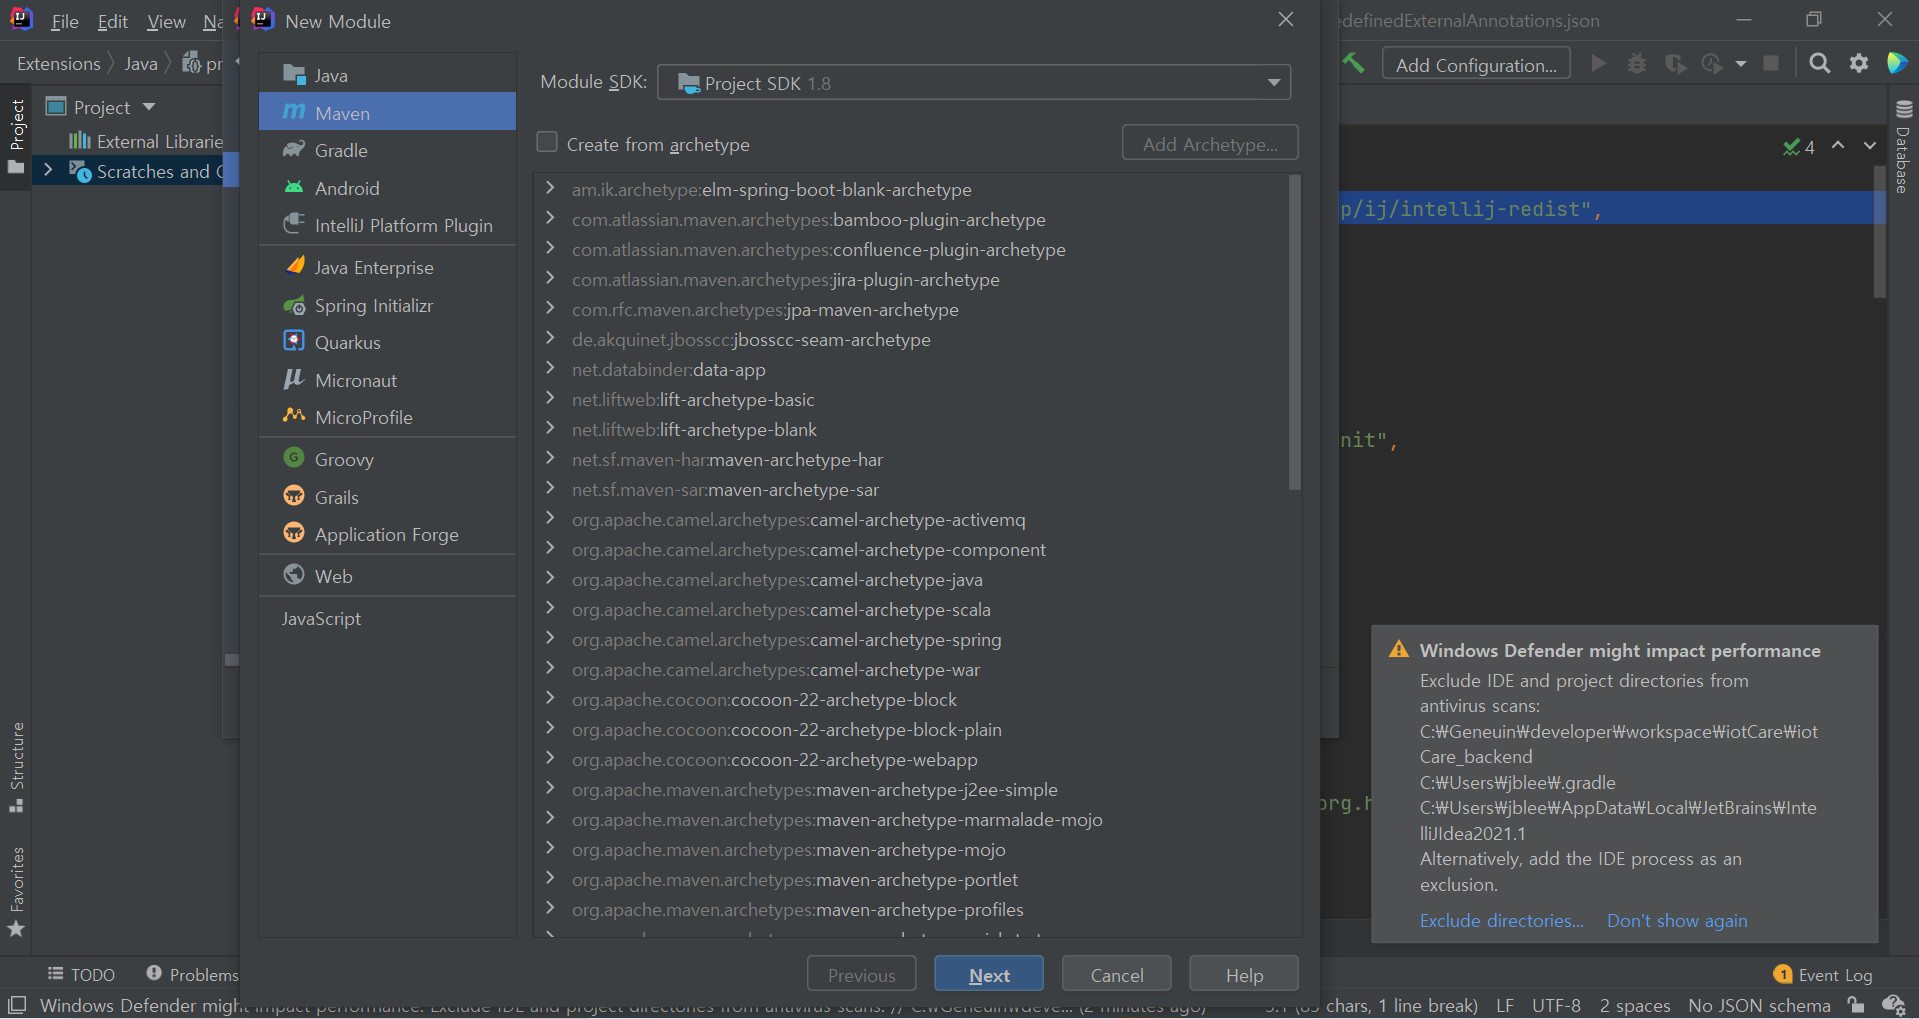 File Edit View Na
New Module
edefinedExternalAnnotations.json
Extensions Java pr
Add Configuration...
Project
Project
External Librarie
Scratches and C
Structure
Favorites
Database
Java
Maven
Gradle
Android
IntelliJ Platform Plugin
Java Enterprise
Spring Initializr
Quarkus
Micronaut
MicroProfile
Groovy
Grails
Application Forge
Web
JavaScript
Module SDK: Project SDK 1.8
Create from archetype Add Archetype...
am.ik.archetype:elm-spring-boot-blank-archetype
com.atlassian.maven.archetypes:bamboo-plugin-archetype
com.atlassian.maven.archetypes:confluence-plugin-archetype
com.atlassian.maven.archetypes:jira-plugin-archetype
com.rfc.maven.archetypes:jpa-maven-archetype
de.akquinet.jbosscc:jbosscc-seam-archetype
net.databinder:data-app
net.liftweb:lift-archetype-basic
net.liftweb:lift-archetype-blank
net.sf.maven-har:maven-archetype-har
net.sf.maven-sar:maven-archetype-sar
org.apache.camel.archetypes:camel-archetype-activemq
org.apache.camel.archetypes:camel-archetype-component
org.apache.camel.archetypes:camel-archetype-java
org.apache.camel.archetypes:camel-archetype-scala
org.apache.camel.archetypes:camel-archetype-spring
org.apache.camel.archetypes:camel-archetype-war
org.apache.cocoon:cocoon-22-archetype-block
org.apache.cocoon:cocoon-22-archetype-block-plain
org.apache.cocoon:cocoon-22-archetype-webapp
org.apache.maven.archetypes:maven-archetype-j2ee-simple
org.apache.maven.archetypes:maven-archetype-marmalade-mojo
org.apache.maven.archetypes:maven-archetype-mojo
org.apache.maven.archetypes:maven-archetype-portlet
org.apache.maven.archetypes:maven-archetype-profiles
Previous Next Cancel Help
4
p/ij/intellij-redist",
nit",
org.h
Windows Defender might impact performance
Exclude IDE and project directories from
antivirus scans:
C:₩Geneuin₩developer₩workspace₩iotCare₩iot
Care_backend
C:₩Users₩jblee₩.gradle
C:₩Users₩jblee₩AppData₩Local₩JetBrains₩Inte
lliJIdea2021.1
Alternatively, add the IDE process as an
exclusion.
Exclude directories... Don't show again
TODO Problems
1 Event Log
Windows Defender might impact performance: Exclude IDE and project directories from antivirus scans: // C:₩Geneuin₩deve... (2 minutes ago) chars, 1 line break) LF UTF-8 2 spaces No JSON schema